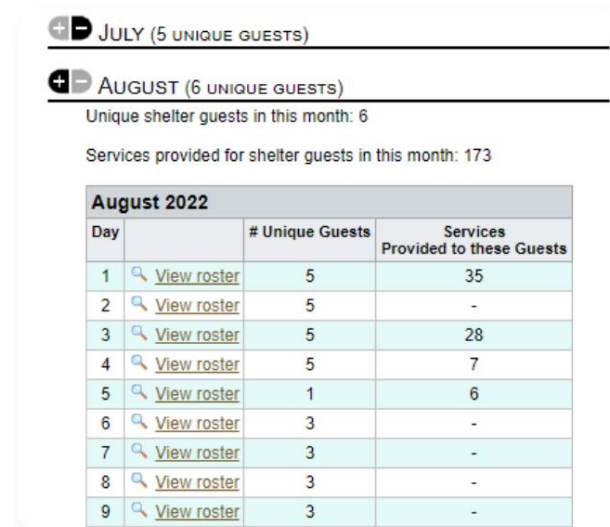 JULY (5 UNIQUE GUESTS)
AUGUST (6 UNIQUE GUESTS)
Unique shelter guests in this month: 6
Services provided for shelter guests in this month: 173
August 2022
Day # Unique Guests Services Provided to these Guests
1 View roster 5 35
2 View roster 5 -
3 View roster 5 28
4 View roster 5 7
5 View roster 1 6
6 View roster 3 -
7 View roster 3 -
8 View roster 3 -
9 View roster 3 -